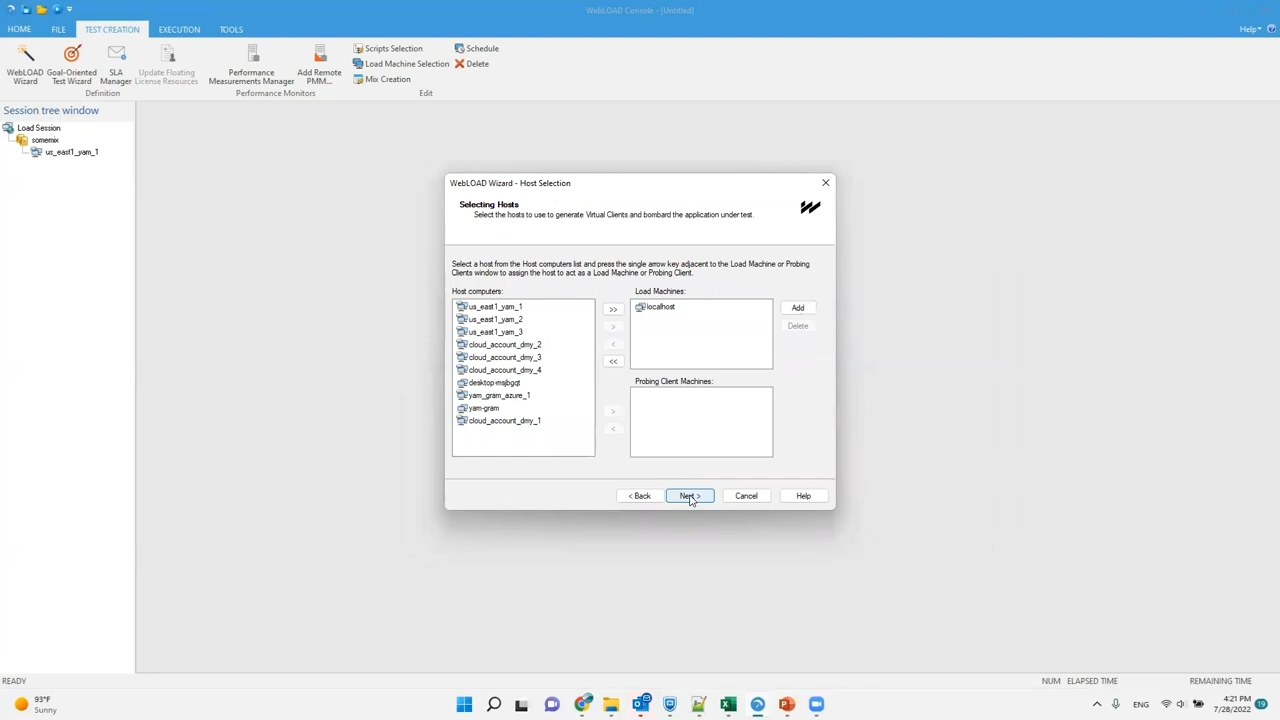 WebLOAD Console - [Untitled]
HOME FILE TEST CREATION EXECUTION TOOLS Help
WebLOAD Wizard
Goal-Oriented Test Wizard
SLA Manager
Update Floating License Resources
Definition
Performance Measurements Manager
Add Remote PMM...
Performance Monitors
Scripts Selection
Load Machine Selection
Mix Creation
Schedule
Delete
Edit
Session tree window
Load Session
somemix
us_east1_yam_1
WebLOAD Wizard - Host Selection
Selecting Hosts
Select the hosts to use to generate Virtual Clients and bombard the application under test.
Select a host from the Host computers list and press the single arrow key adjacent to the Load Machine or Probing
Clients window to assign the host to act as a Load Machine or Probing Client.
Host computers:
us_east1_yam_1
us_east1_yam_2
us_east1_yam_3
cloud_account_dmy_2
cloud_account_dmy_3
cloud_account_dmy_4
desktop-msjbgqt
yam_gram_azure_1
yam-gram
cloud_account_dmy_1
>>
>
<
<<
>
<
Load Machines:
localhost
Probing Client Machines:
Add
Delete
< Back Next > Cancel Help
READY NUM ELAPSED TIME REMAINING TIME
93°F
Sunny
ENG
4:21 PM
7/28/2022
19